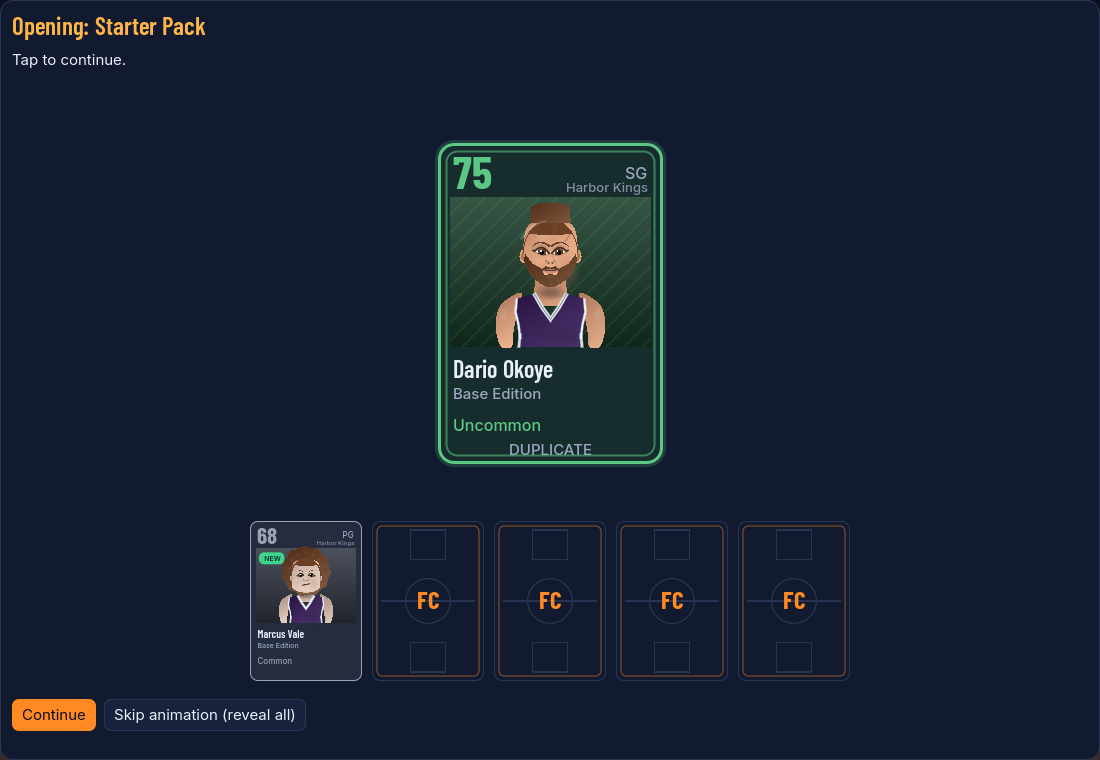 Opening: Starter Pack
Tap to continue.
75
SG
Harbor Kings
Dario Okoye
Base Edition
Uncommon
DUPLICATE
68
PG
Harbor Kings
NEW
Marcus Vale
Base Edition
Common
FC
FC
FC
FC
Continue
Skip animation (reveal all)